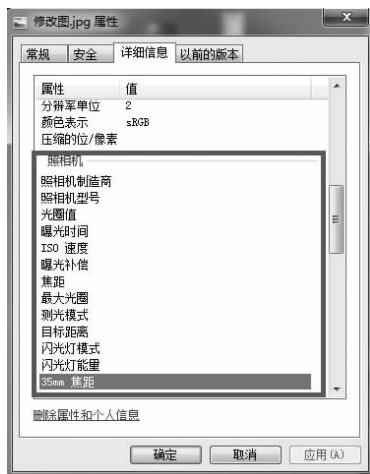 修改图.jpg 属性
常规 安全 详细信息 以前的版本
属性 值
分辨率单位 2
颜色表示 sRGB
压缩的位/像素
照相机
照相机制造商
照相机型号
光圈值
曝光时间
ISO 速度
曝光补偿
焦距
最大光圈
测光模式
目标距离
闪光灯模式
闪光灯能量
35mm 焦距
删除属性和个人信息
确定 取消 应用(A)